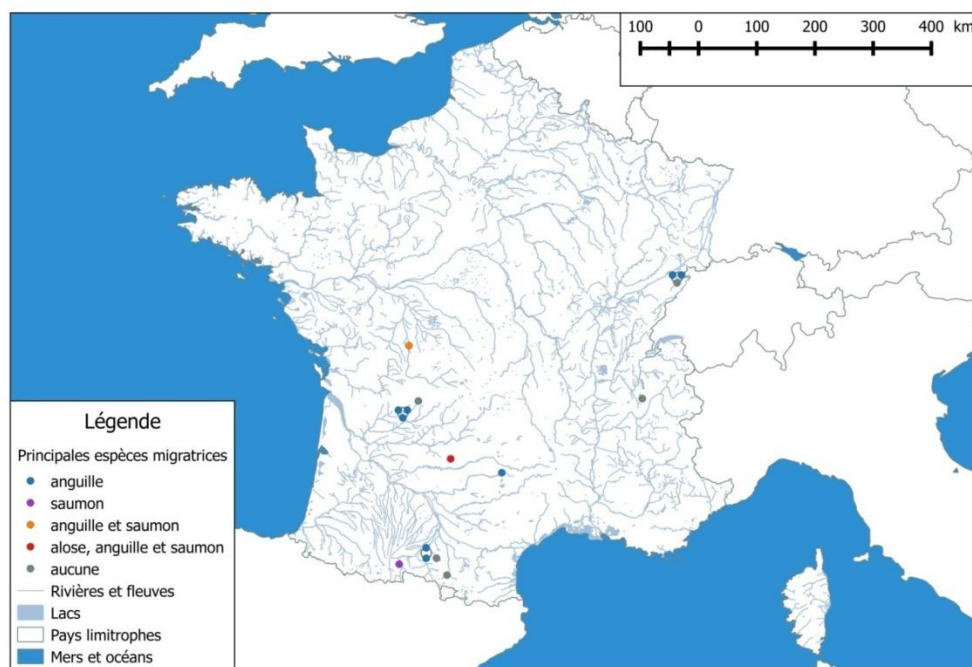 100 0 100 200 300 400 km
Légende
Principales espèces migratrices
anguille
saumon
anguille et saumon
alose, anguille et saumon
aucune
Rivières et fleuves
Lacs
Pays limitrophes
Mers et océans